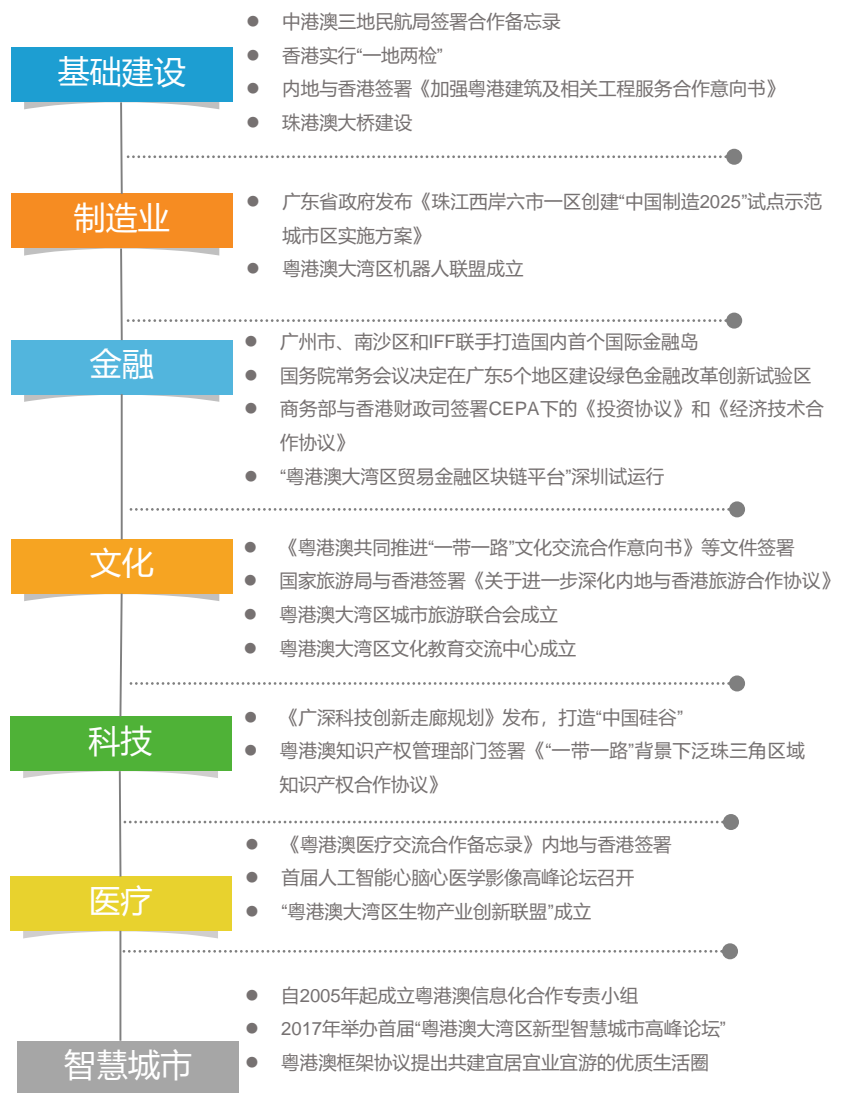 基础建设
中港澳三地民航局签署合作备忘录
香港实行“一地两检”
内地与香港签署《加强粤港建筑及相关工程服务合作意向书》
珠港澳大桥建设
制造业
广东省政府发布《珠江西岸六市一区创建“中国制造2025”试点示范
城市区实施方案》
粤港澳大湾区机器人联盟成立
金融
广州市、南沙区和IFF联手打造国内首个国际金融岛
国务院常务会议决定在广东5个地区建设绿色金融改革创新试验区
商务部与香港财政司签署CEPA下的《投资协议》和《经济技术合
作协议》
“粤港澳大湾区贸易金融区块链平台”深圳试运行
文化
《粤港澳共同推进“一带一路”文化交流合作意向书》等文件签署
国家旅游局与香港签署《关于进一步深化内地与香港旅游合作协议》
粤港澳大湾区城市旅游联合会成立
粤港澳大湾区文化教育交流中心成立
科技
《广深科技创新走廊规划》发布，打造“中国硅谷”
粤港澳知识产权管理部门签署《“一带一路”背景下泛珠三角区域
知识产权合作协议》
医疗
《粤港澳医疗交流合作备忘录》内地与香港签署
首届人工智能心脑心医学影像高峰论坛召开
“粤港澳大湾区生物产业创新联盟”成立
智慧城市
自2005年起成立粤港澳信息化合作专责小组
2017年举办首届“粤港澳大湾区新型智慧城市高峰论坛”
粤港澳框架协议提出共建宜居宜业宜游的优质生活圈